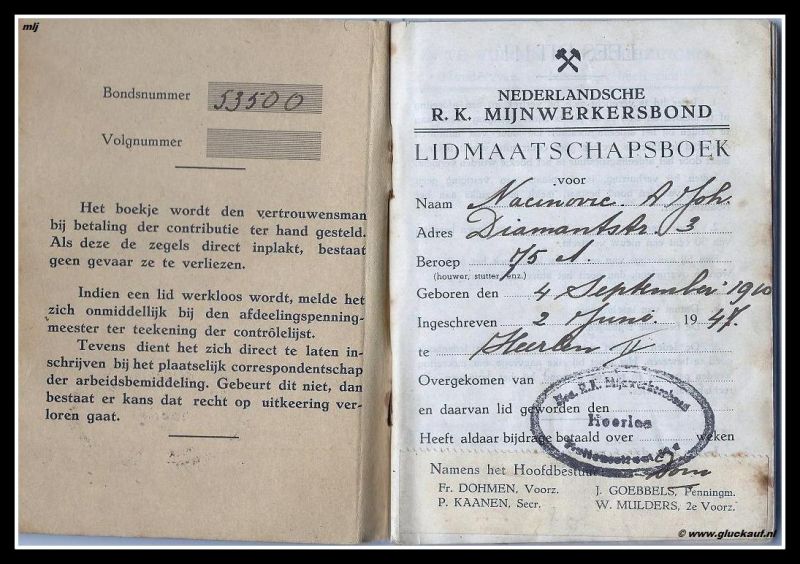 mlj
Bondsnummer 53500
Volgnummer
Het boekje wordt den vertrouwensman
bij betaling der contributie ter hand gesteld.
Als deze de zegels direct inplakt, bestaat
geen gevaar ze te verliezen.
Indien een lid werkloos wordt, melde het
zich onmiddellijk bij den afdeelingspenning-
meester ter teekening der contrôlelijst.
Tevens dient het zich direct te laten in-
schrijven bij het plaatselijk correspondentschap
der arbeidsbemiddeling. Gebeurt dit niet, dan
bestaat er kans dat recht op uitkeering ver-
loren gaat.
NEDERLANDSCHE
R. K. MIJNWERKERSBOND
LIDMAATSCHAPSBOEK
voor
Naam Nacinovic A Joh.
Adres Diamantstr. 3
Beroep 75 A.
(houwer, stutter, enz.)
Geboren den 4 September 1910
Ingeschreven 2 Juni 1947.
te Heerlen II
Overgekomen van
en daarvan lid geworden den
Heeft aldaar bijdrage betaald over weken
Ned. R.K. Mijnwerkersbond
Heerlen
Namens het Hoofdbestuur
Fr. DOHMEN, Voorz. J. GOEBBELS, Penningm.
P. KAANEN, Secr. W. MULDERS, 2e Voorz.
© www.gluckauf.nl